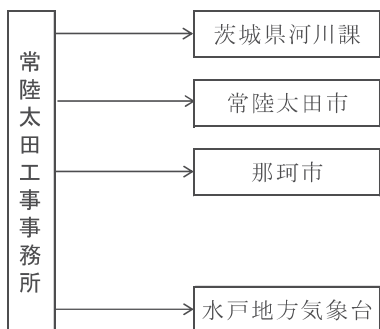 常陸太田工事事務所
茨城県河川課
常陸太田市
那珂市
水戸地方気象台